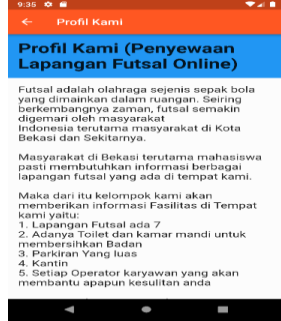 9:35
Profil Kami
Profil Kami (Penyewaan
Lapangan Futsal Online)
Futsal adalah olahraga sejenis sepak bola
yang dimainkan dalam ruangan. Seiring
berkembangnya zaman, futsal semakin
digemari oleh masyarakat
Indonesia terutama masyarakat di Kota
Bekasi dan Sekitarnya.
Masyarakat di Bekasi terutama mahasiswa
pasti membutuhkan informasi berbagai
lapangan futsal yang ada di tempat kami.
Maka dari itu kelompok kami akan
memberikan informasi Fasilitas di Tempat
kami yaitu:
1. Lapangan Futsal ada 7
2. Adanya Toilet dan kamar mandi untuk
membersihkan Badan
3. Parkiran Yang luas
4. Kantin
5. Setiap Operator karyawan yang akan
membantu apapun kesulitan anda